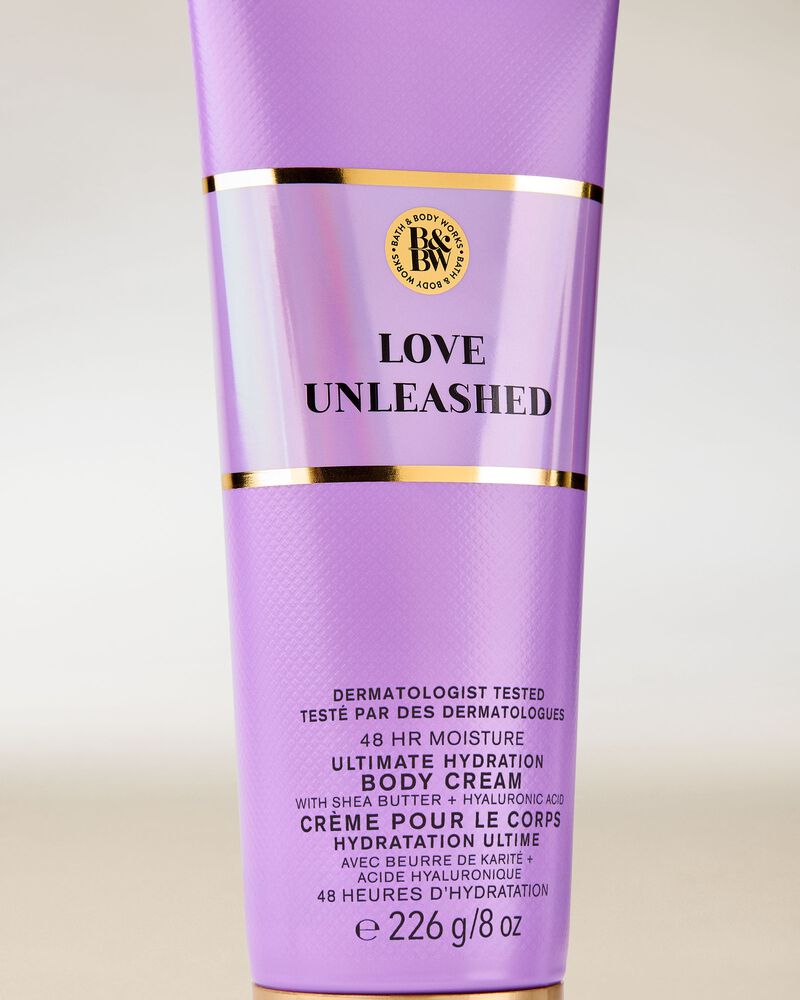 BATH & BODY WORKS • BATH & BODY WORKS •
B&
BW
LOVE
UNLEASHED
DERMATOLOGIST TESTED
TESTÉ PAR DES DERMATOLOGUES
48 HR MOISTURE
ULTIMATE HYDRATION
BODY CREAM
WITH SHEA BUTTER + HYALURONIC ACID
CRÈME POUR LE CORPS
HYDRATATION ULTIME
AVEC BEURRE DE KARITÉ +
ACIDE HYALURONIQUE
48 HEURES D'HYDRATATION
℮ 226 g/8 oz